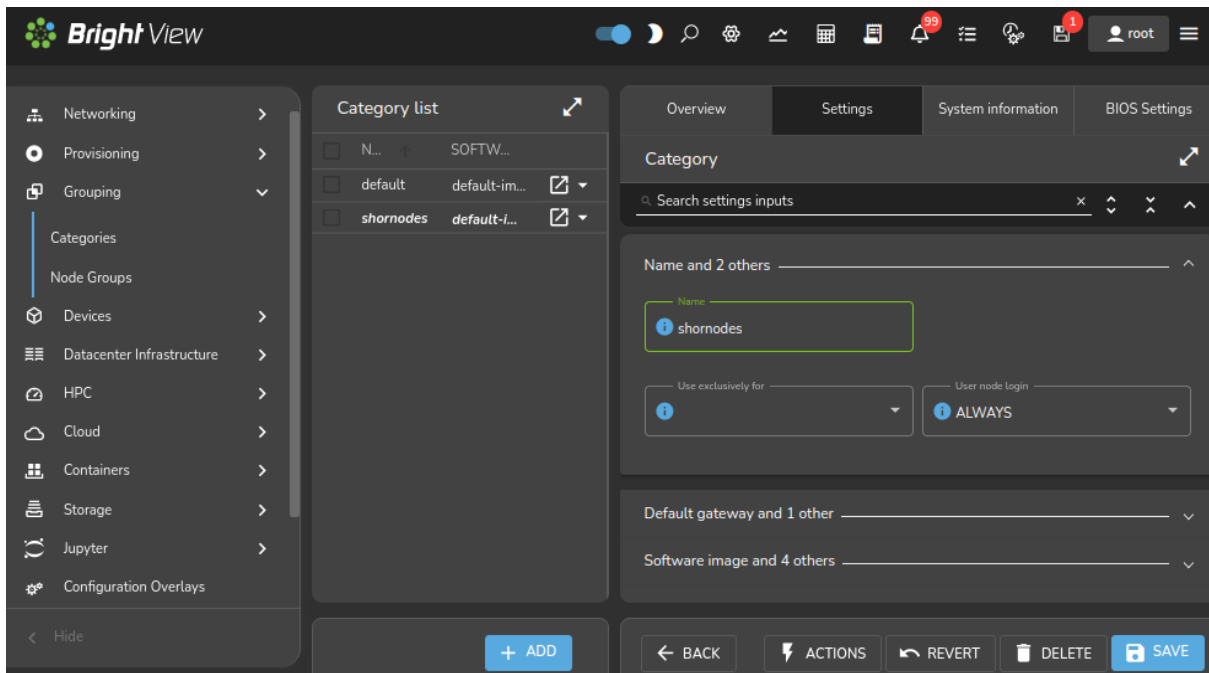 Bright View
99
1
root
Networking
Provisioning
Grouping
Categories
Node Groups
Devices
Datacenter Infrastructure
HPC
Cloud
Containers
Storage
Jupyter
Configuration Overlays
Hide
Category list
N... SOFTW...
default default-im...
shornodes default-i...
ADD
Overview Settings System information BIOS Settings
Category
Search settings inputs
Name and 2 others
Name
shornodes
Use exclusively for User node login
ALWAYS
Default gateway and 1 other
Software image and 4 others
BACK ACTIONS REVERT DELETE SAVE